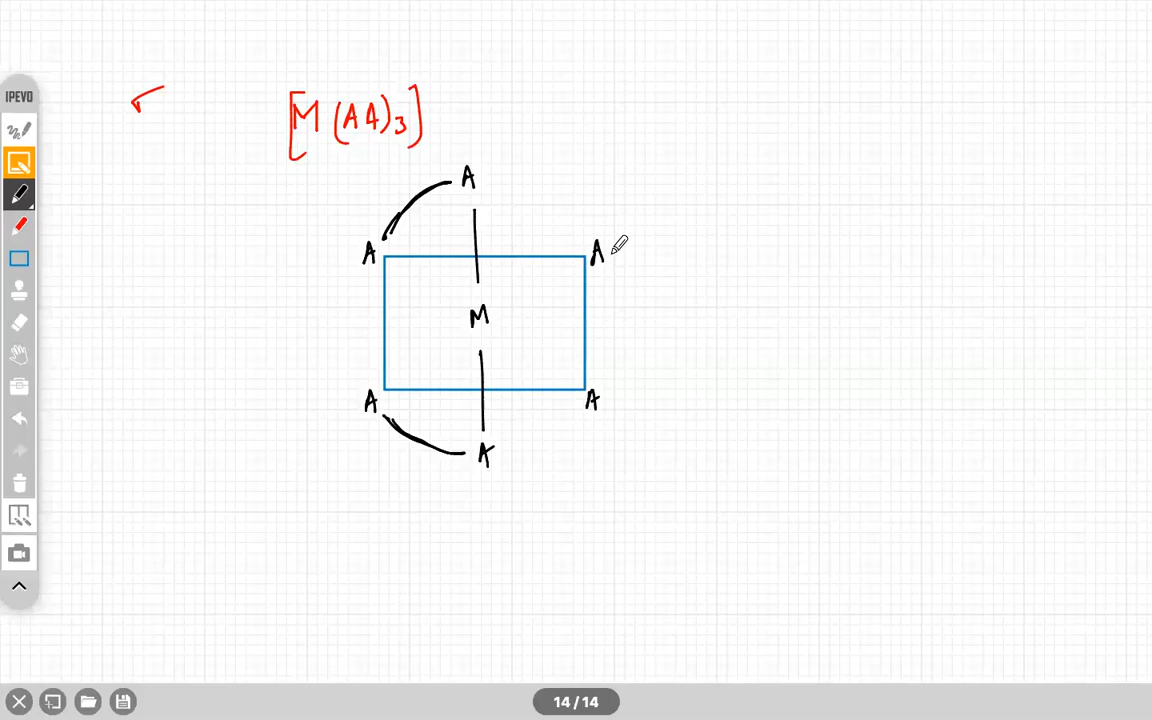 IPEVO
[M(AA)3]
A
A A
M
A A
A
14 / 14